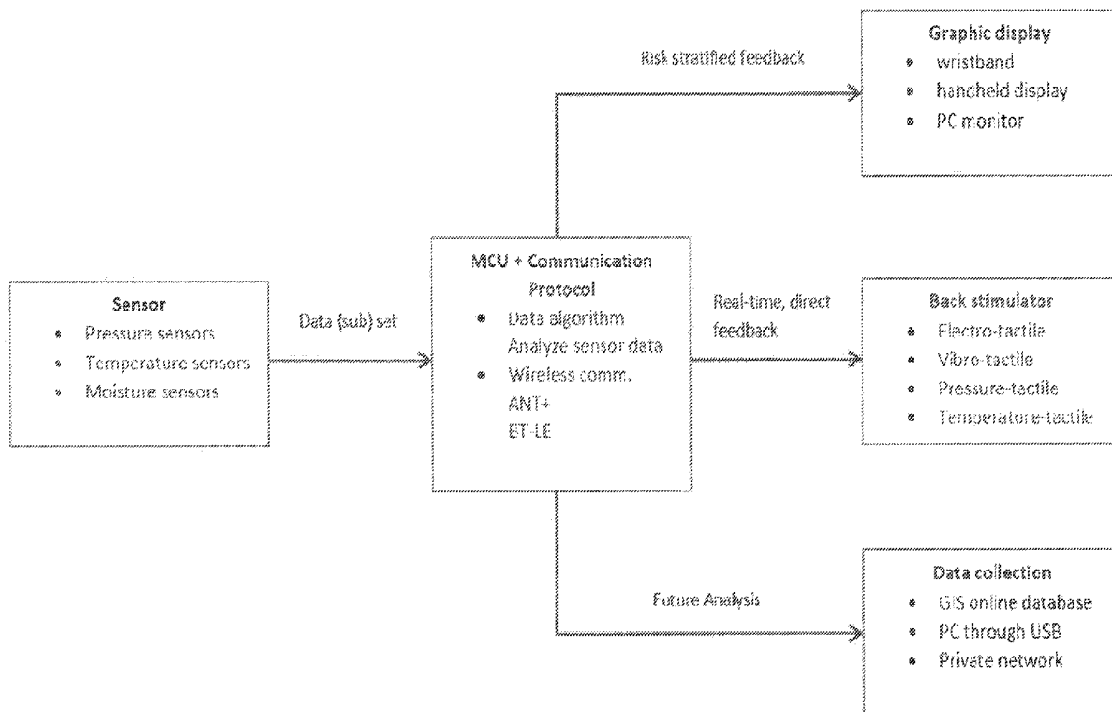 Graphic display
• wristband
• handheld display
• PC monitor
Risk stratified feedback
MCU + Communication
Protocol
• Data algorithm
Analyze sensor data
• Wireless comm.
ANT+
BT-LE
Sensor
• Pressure sensors
• Temperature sensors
• Moisture sensors
Data (sub) set
Real-time, direct
feedback
Back stimulator
• Electro-tactile
• Vibro-tactile
• Pressure-tactile
• Temperature-tactile
Future Analysis
Data collection
• GIS online database
• PC through USB
• Private network